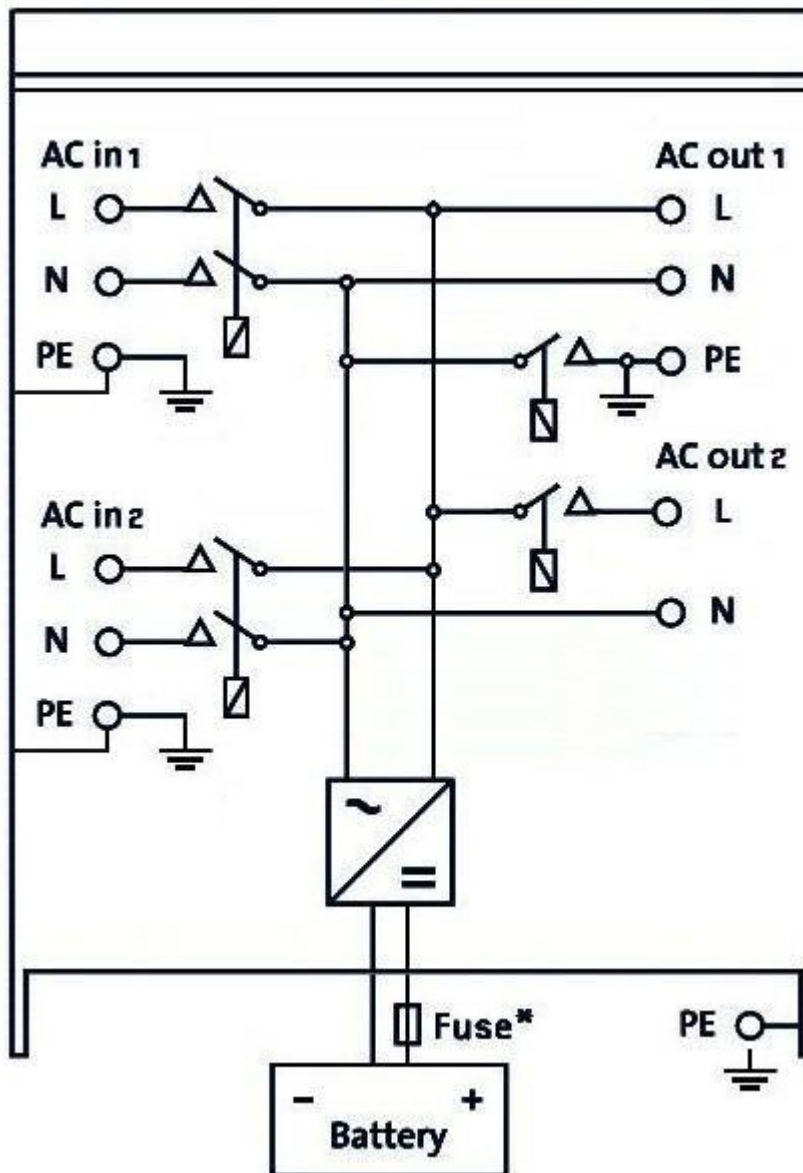 AC in 1
AC out 1
L
L
N
N
PE
PE
AC out 2
AC in 2
L
L
N
N
PE
Fuse*
PE
- +
Battery